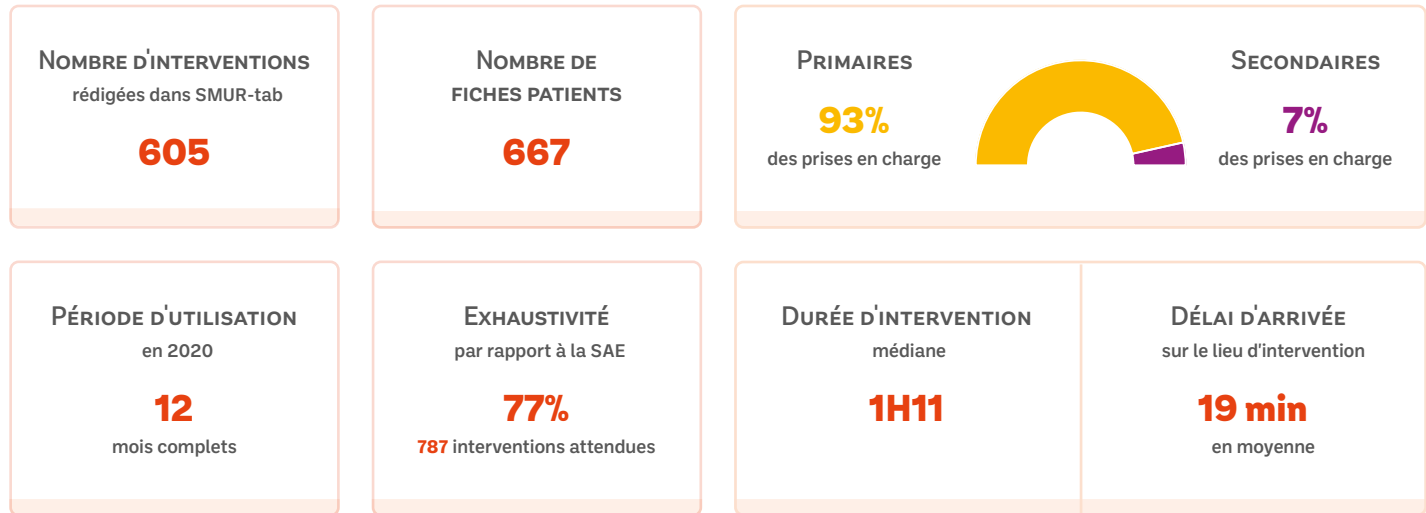 Nombre d'interventions
rédigées dans SMUR-tab
605
Nombre de
fiches patients
667
Primaires
93%
des prises en charge
Secondaires
7%
des prises en charge
Période d'utilisation
en 2020
12
mois complets
Exhaustivité
par rapport à la SAE
77%
787 interventions attendues
Durée d'intervention
médiane
1H11
Délai d'arrivée
sur le lieu d'intervention
19 min
en moyenne